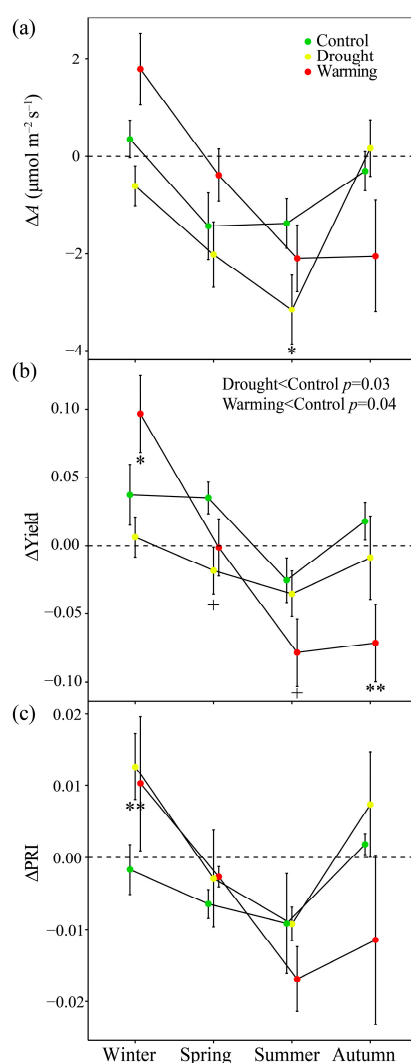 (a)
Control
Drought
Warming
2
0
−2
−4
ΔA (μmol m⁻² s⁻¹)
*
(b)
Drought<Control p=0.03
Warming<Control p=0.04
0.10
0.05
0.00
−0.05
−0.10
ΔYield
*
+
+
**
(c)
0.02
0.01
0.00
−0.01
−0.02
ΔPRI
**
Winter Spring Summer Autumn